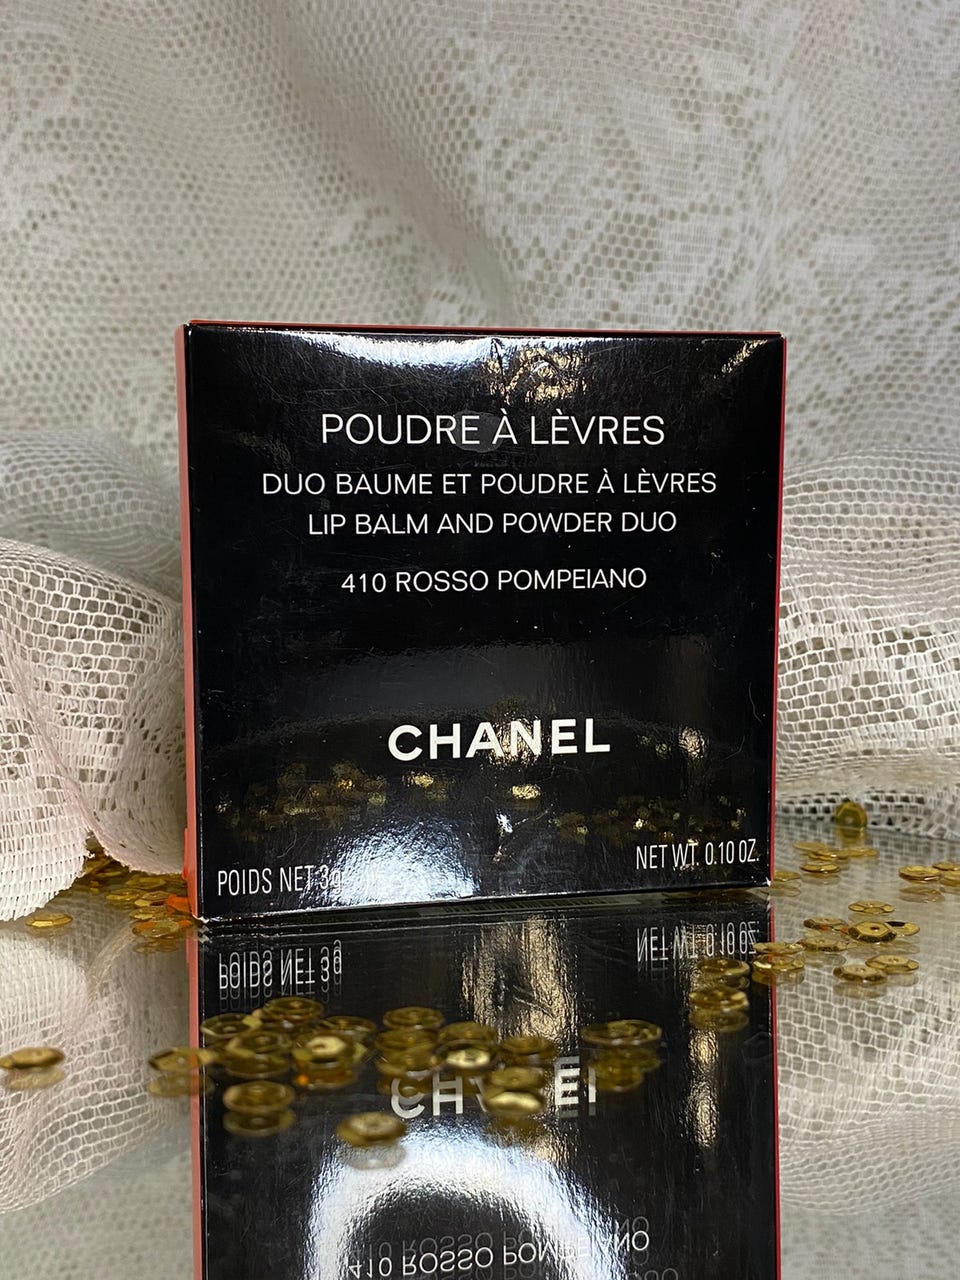 POUDRE À LÈVRES
DUO BAUME ET POUDRE À LÈVRES
LIP BALM AND POWDER DUO
410 ROSSO POMPEIANO
CHANEL
POIDS NET 3g
NET WT. 0.10 OZ.